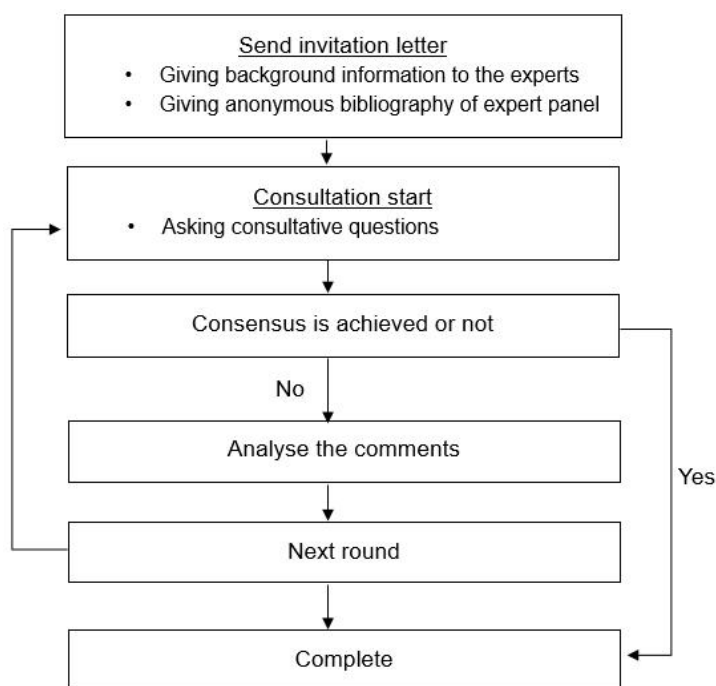 Send invitation letter
• Giving background information to the experts
• Giving anonymous bibliography of expert panel
Consultation start
• Asking consultative questions
Consensus is achieved or not
No
Analyse the comments
Yes
Next round
Complete